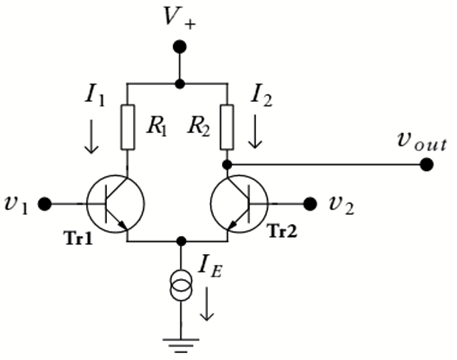 V+
I1 I2
R1 R2
vout
v1 v2
Tr1 Tr2
IE